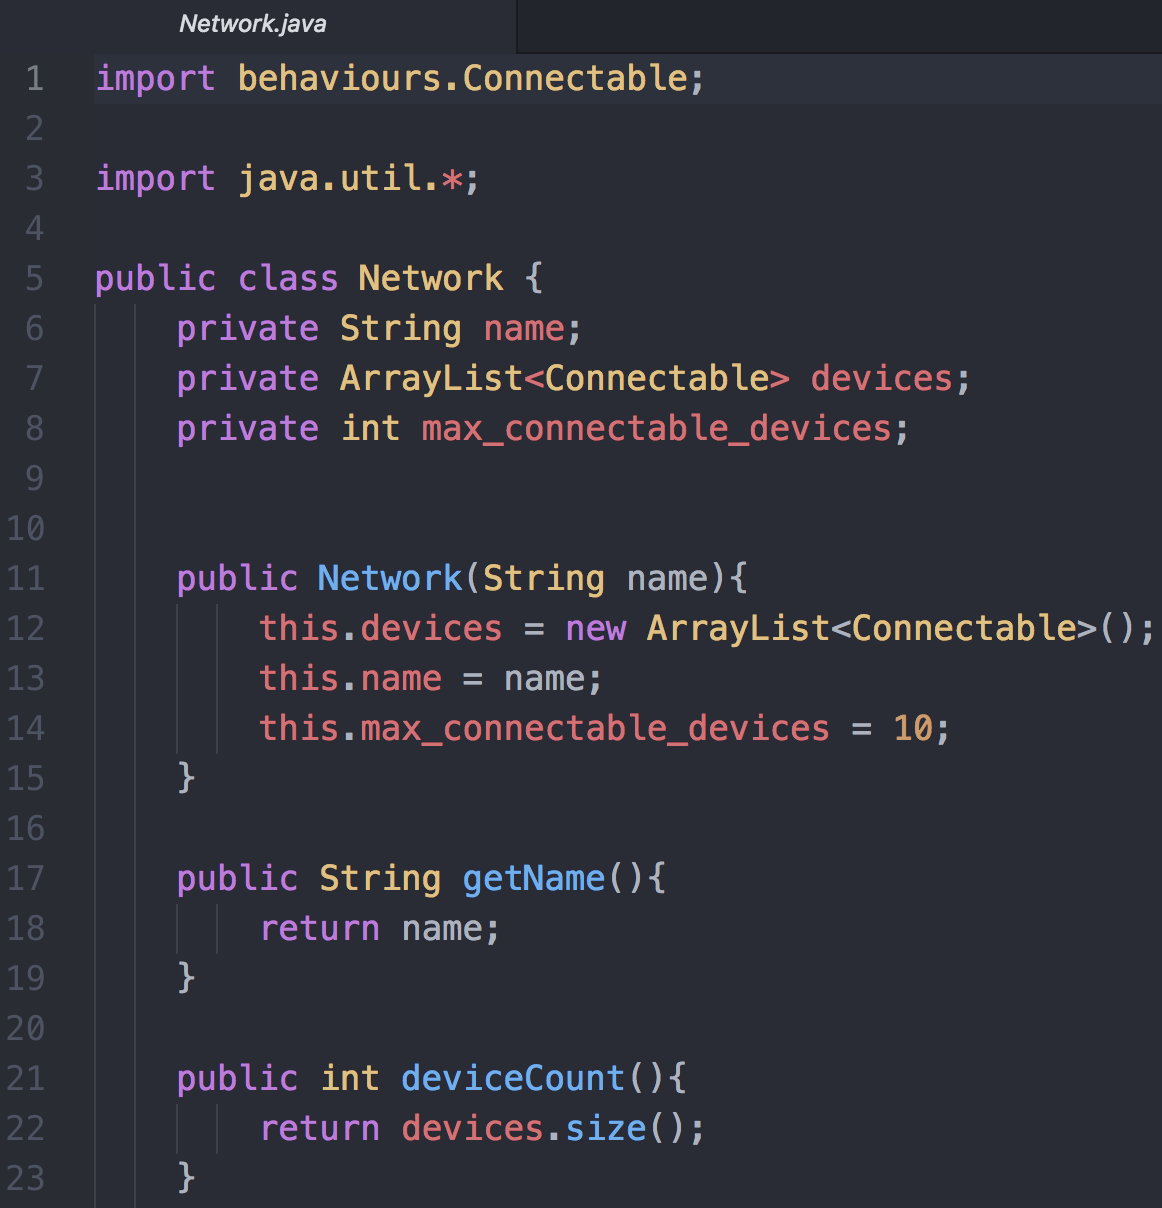 Network.java
1 import behaviours.Connectable;
2
3 import java.util.*;
4
5 public class Network {
6     private String name;
7     private ArrayList<Connectable> devices;
8     private int max_connectable_devices;
9
10
11     public Network(String name){
12         this.devices = new ArrayList<Connectable>();
13         this.name = name;
14         this.max_connectable_devices = 10;
15     }
16
17     public String getName(){
18         return name;
19     }
20
21     public int deviceCount(){
22         return devices.size();
23     }